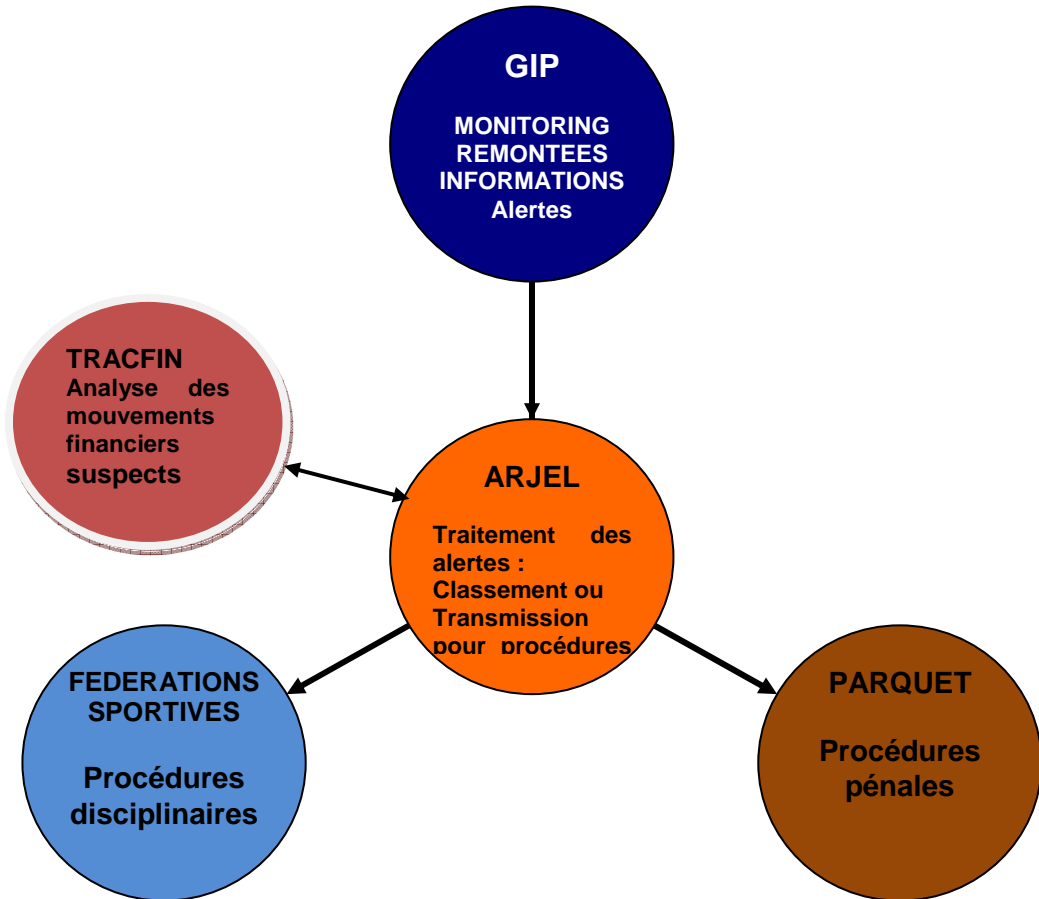 GIP
MONITORING
REMONTEES
INFORMATIONS
Alertes
TRACFIN
Analyse des
mouvements
financiers
suspects
ARJEL
Traitement des
alertes :
Classement ou
Transmission
pour procédures
FEDERATIONS
SPORTIVES
Procédures
disciplinaires
PARQUET
Procédures
pénales